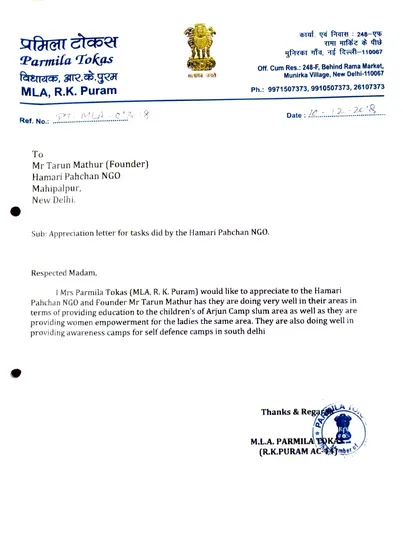 प्रमिला टोकस
Parmila Tokas
विधायक, आर.के.पुरम
MLA, R.K. Puram
सत्यमेव जयते
कार्या. एवं निवास : 248-एफ
रामा मार्किट के पीछे
मुनिरका गाँव, नई दिल्ली-110067
Off. Cum Res.: 248-F, Behind Rama Market,
Munirka Village, New Delhi-110067
Ph.: 9971507373, 9910507373, 26107373
Ref. No.: PT MLA
Date: -12-2018
To
Mr Tarun Mathur (Founder)
Hamari Pahchan NGO
Mahipalpur,
New Delhi.
Sub: Appreciation letter for tasks did by the Hamari Pahchan NGO.
Respected Madam,
I Mrs Parmila Tokas (MLA, R. K. Puram) would like to appreciate to the Hamari
Pahchan NGO and Founder Mr Tarun Mathur has they are doing very well in their areas in
terms of providing education to the children's of Arjun Camp slum area as well as they are
providing women empowerment for the ladies the same area. They are also doing well in
providing awareness camps for self defence camps in south delhi
Thanks & Regards
PARMILA TOKAS
M.L.A. PARMILA TOKAS
(R.K.PURAM AC-44)
Member of